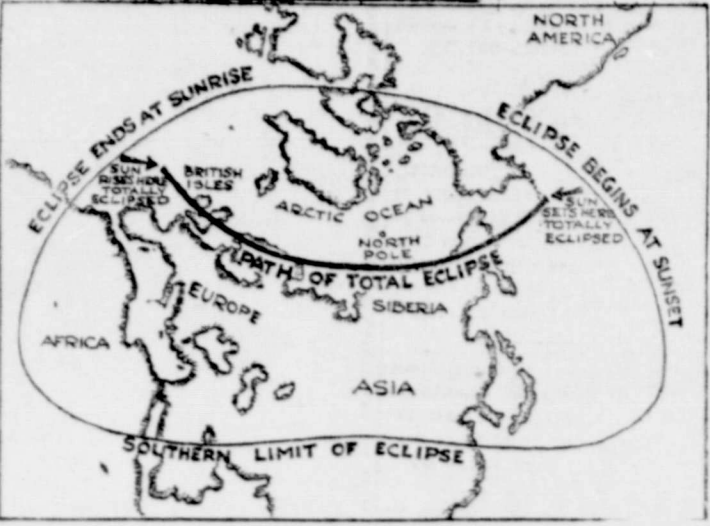 NORTH
AMERICA
ECLIPSE ENDS AT SUNRISE
ECLIPSE BEGINS AT SUNSET
SUN
RISES HERE
TOTALLY
ECLIPSED
BRITISH
ISLES
ARCTIC OCEAN
SUN
SETS HERE
TOTALLY
ECLIPSED
NORTH
POLE
PATH OF TOTAL ECLIPSE
EUROPE
SIBERIA
AFRICA
ASIA
SOUTHERN LIMIT OF ECLIPSE